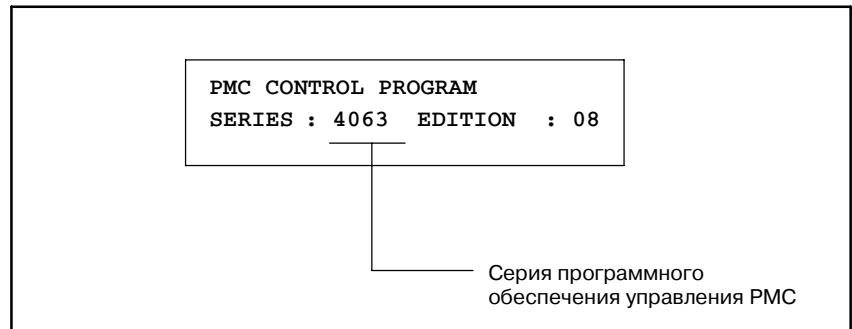 PMC CONTROL PROGRAM
SERIES : 4063 EDITION : 08
Серия программного
обеспечения управления PMC